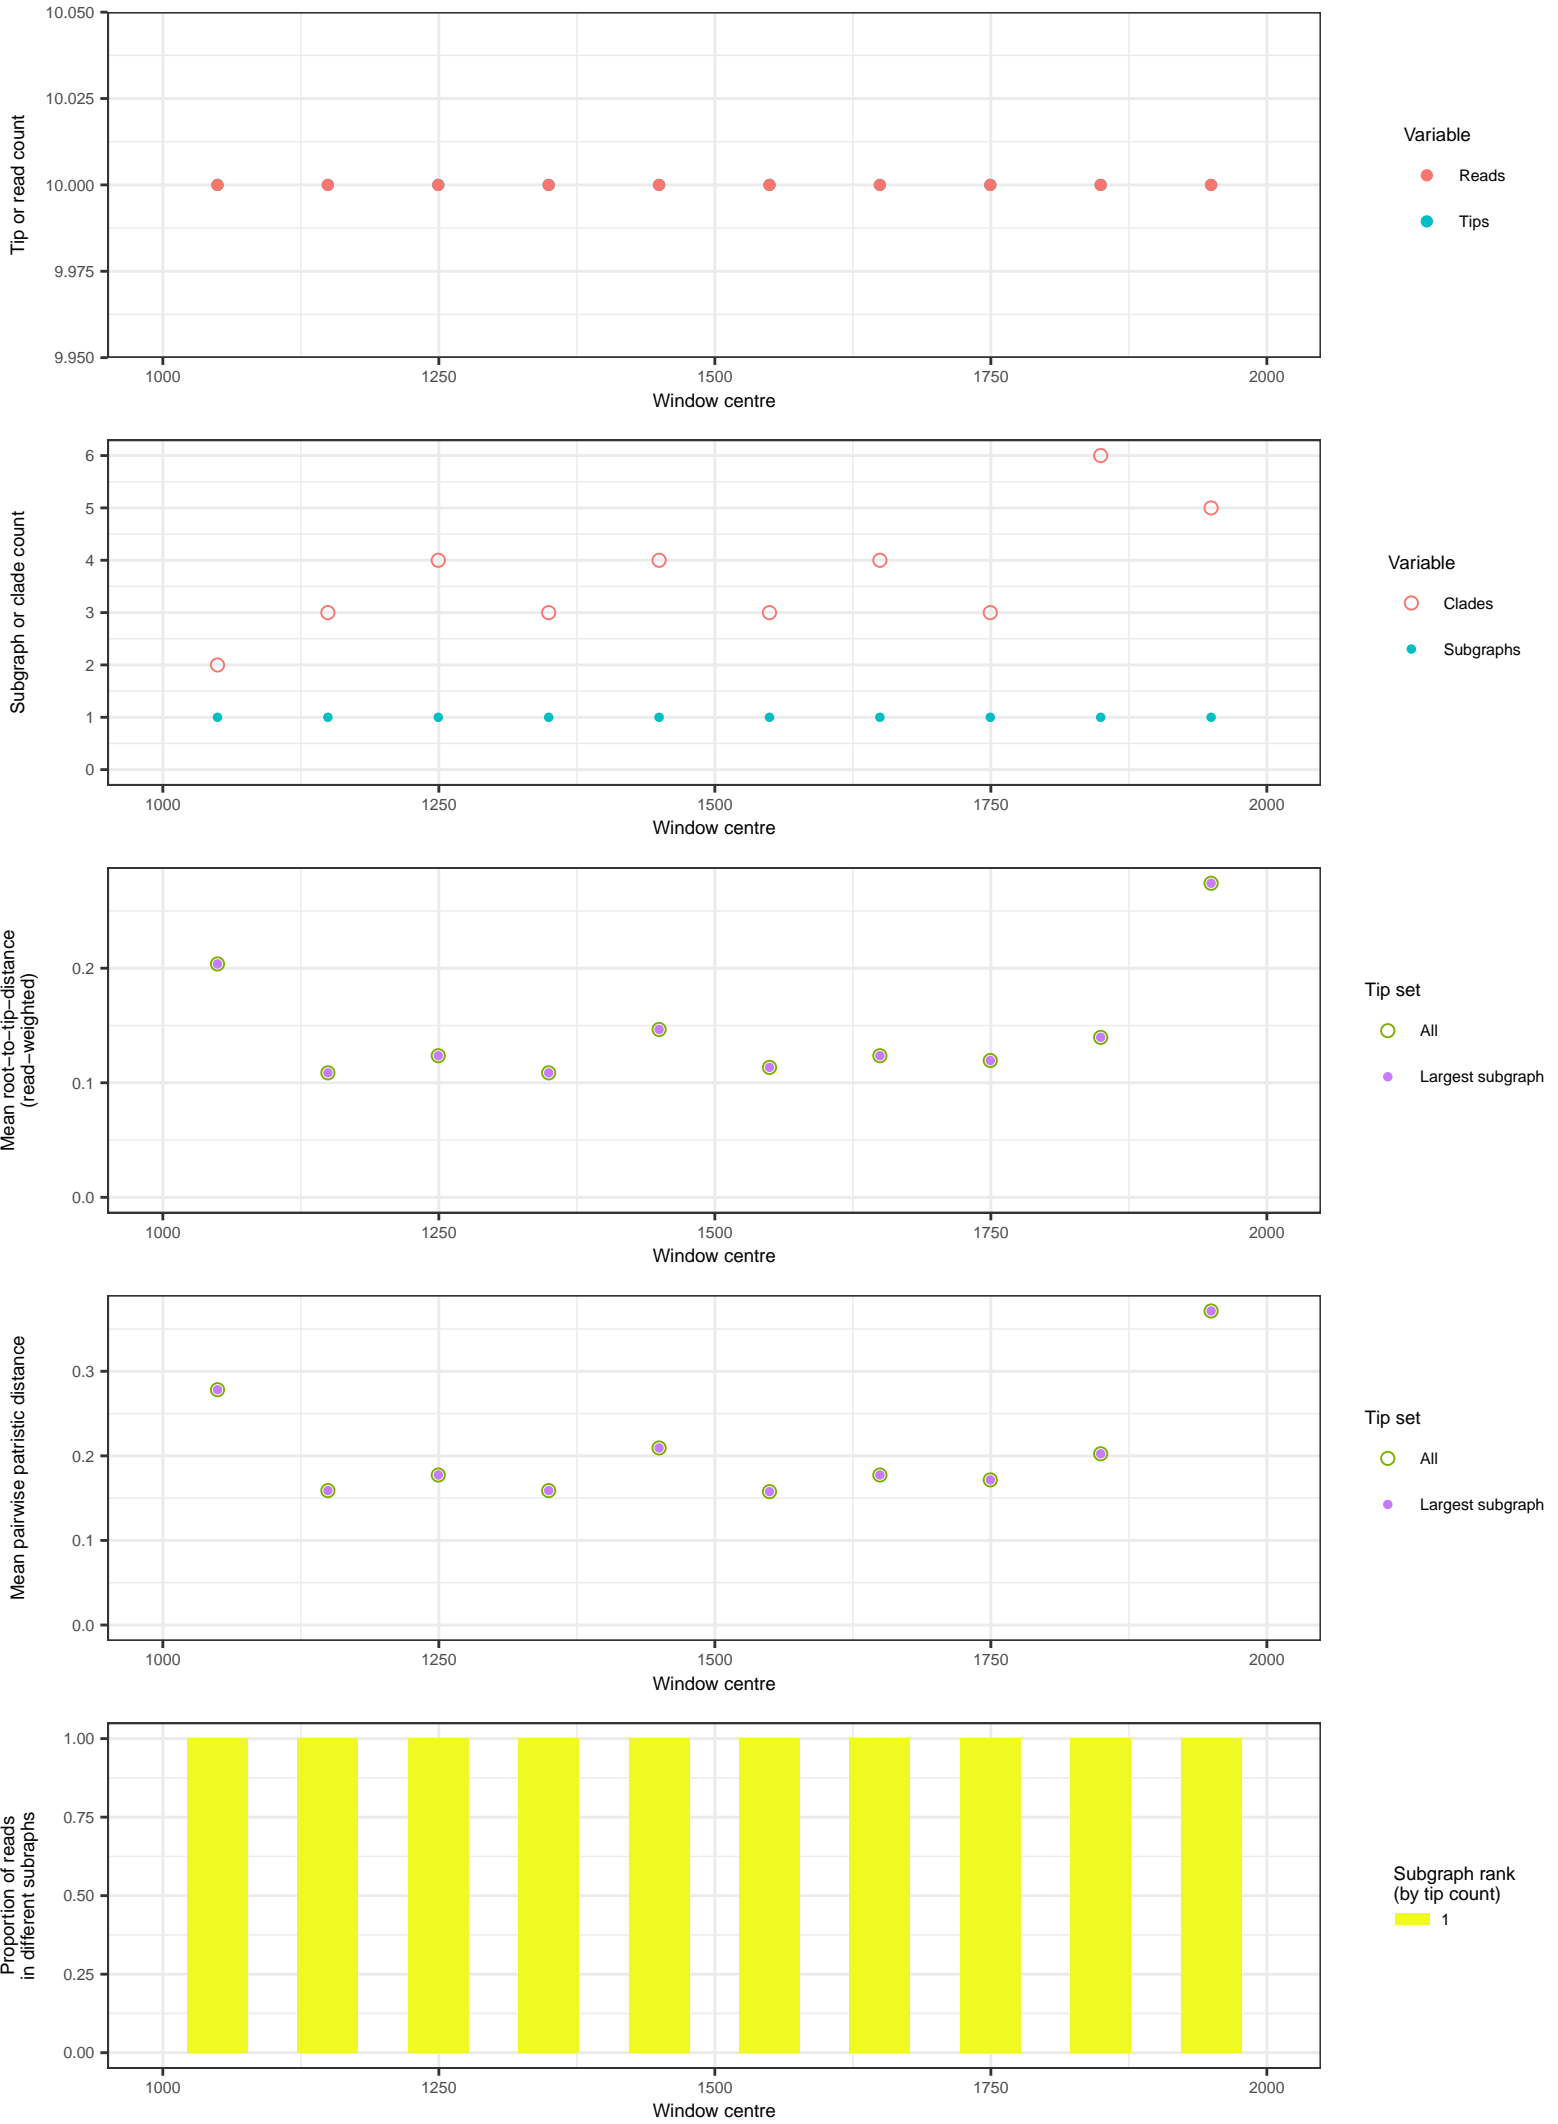 10.050
10.025
10.000
9.975
9.950
Tip or read count
1000
1250
1500
1750
2000
Window centre
Variable
Reads
Tips
6
5
4
3
2
1
0
Subgraph or clade count
1000
1250
1500
1750
2000
Window centre
Variable
Clades
Subgraphs
0.2
0.1
0.0
Mean root−to−tip−distance
(read−weighted)
1000
1250
1500
1750
2000
Window centre
Tip set
All
Largest subgraph
0.3
0.2
0.1
0.0
Mean pairwise patristic distance
1000
1250
1500
1750
2000
Window centre
Tip set
All
Largest subgraph
1.00
0.75
0.50
0.25
0.00
Proportion of reads
in different subraphs
1000
1250
1500
1750
2000
Window centre
Subgraph rank
(by tip count)
1